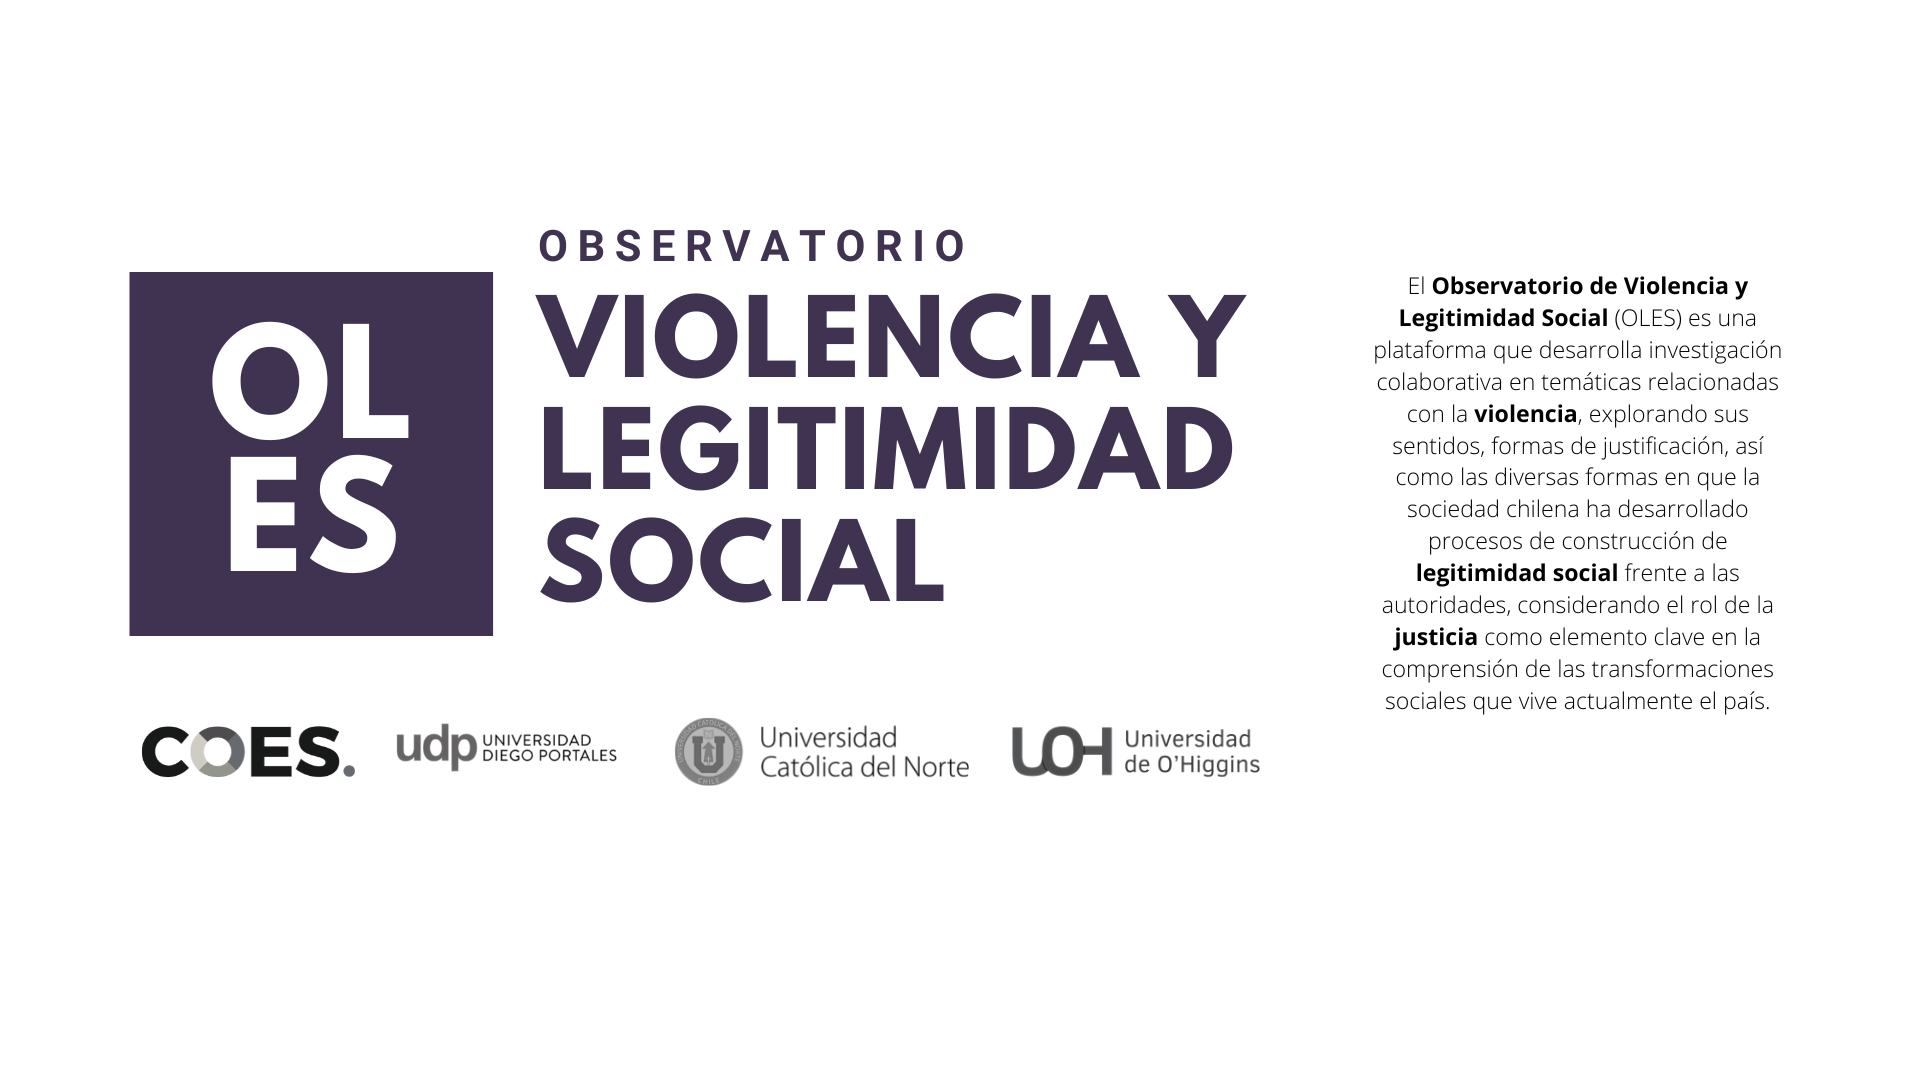 OBSERVATORIO
OL
ES
VIOLENCIA Y
LEGITIMIDAD
SOCIAL
COES.
udp UNIVERSIDAD
DIEGO PORTALES
Universidad
Católica del Norte
UOH Universidad
de O'Higgins
El Observatorio de Violencia y
Legitimidad Social (OLES) es una
plataforma que desarrolla investigación
colaborativa en temáticas relacionadas
con la violencia, explorando sus
sentidos, formas de justificación, así
como las diversas formas en que la
sociedad chilena ha desarrollado
procesos de construcción de
legitimidad social frente a las
autoridades, considerando el rol de la
justicia como elemento clave en la
comprensión de las transformaciones
sociales que vive actualmente el país.